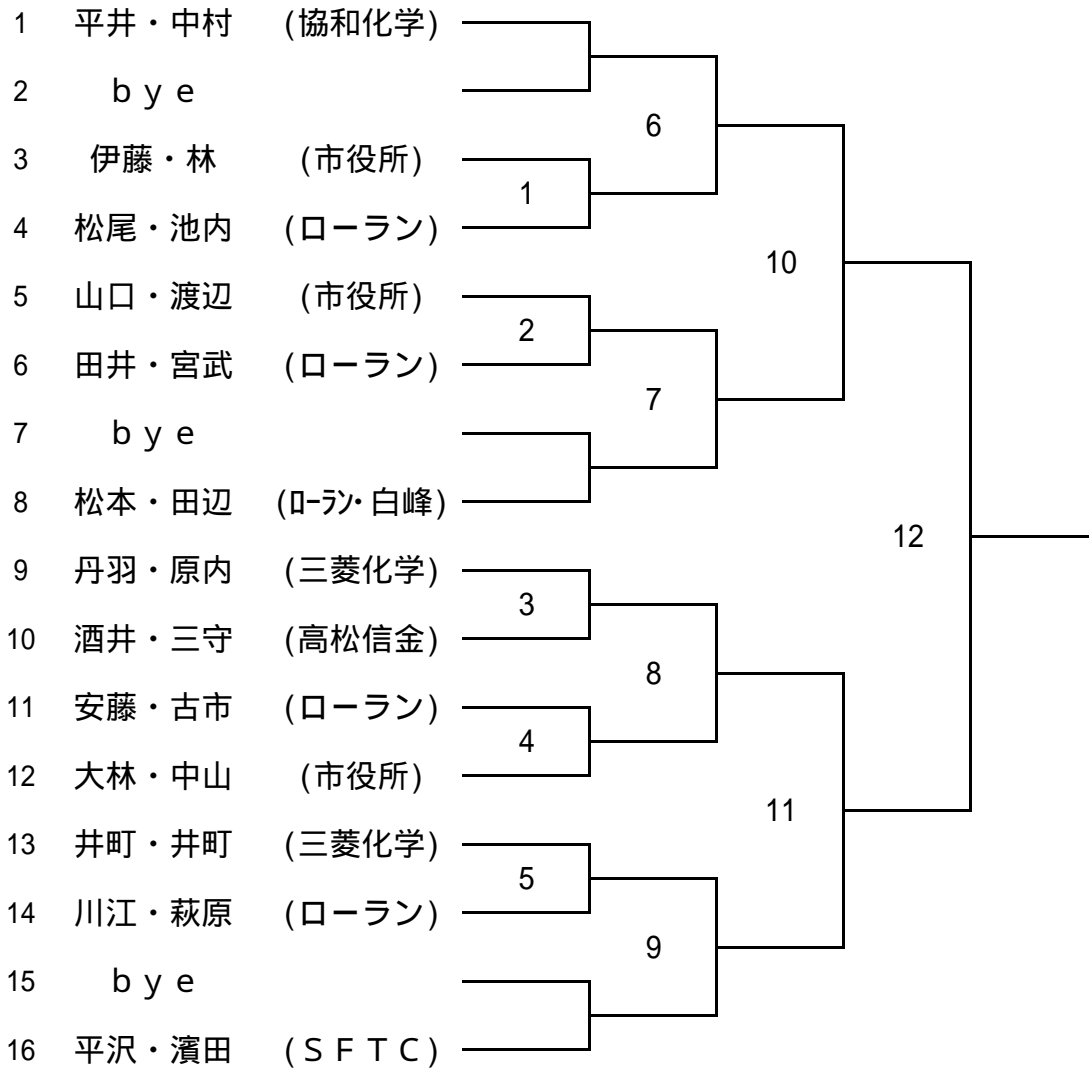 1 平井・中村 (協和化学)
2 ｂｙｅ
6
3 伊藤・林 (市役所)
1
4 松尾・池内 (ローラン)
10
5 山口・渡辺 (市役所)
2
6 田井・宮武 (ローラン)
7
7 ｂｙｅ
8 松本・田辺 (ﾛｰﾗﾝ・白峰)
12
9 丹羽・原内 (三菱化学)
3
10 酒井・三守 (高松信金)
8
11 安藤・古市 (ローラン)
4
12 大林・中山 (市役所)
11
13 井町・井町 (三菱化学)
5
14 川江・萩原 (ローラン)
9
15 ｂｙｅ
16 平沢・濱田 (ＳＦＴＣ)